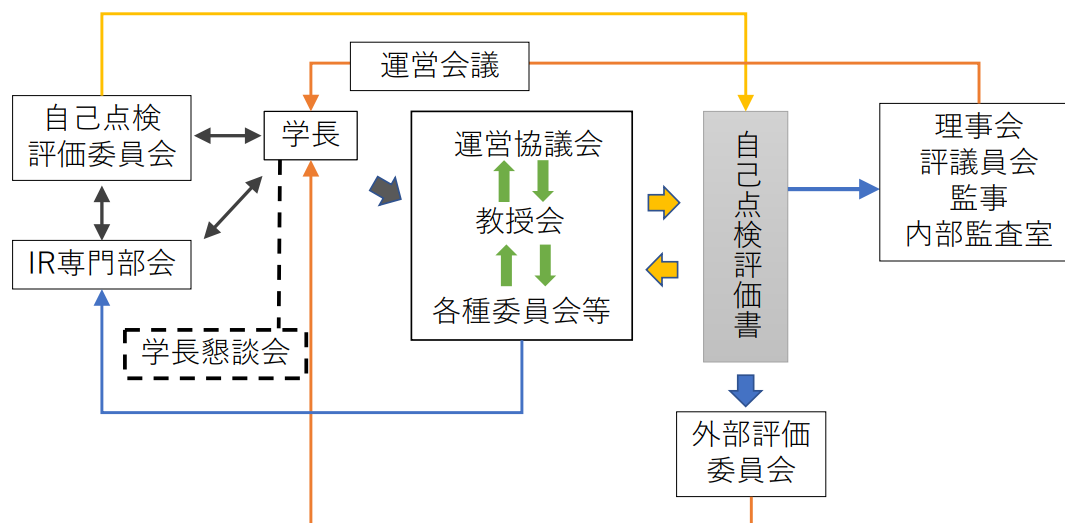 運営会議
自己点検
評価委員会
学長
運営協議会
教授会
各種委員会等
自己点検評価書
理事会
評議員会
監事
内部監査室
IR専門部会
学長懇談会
外部評価
委員会